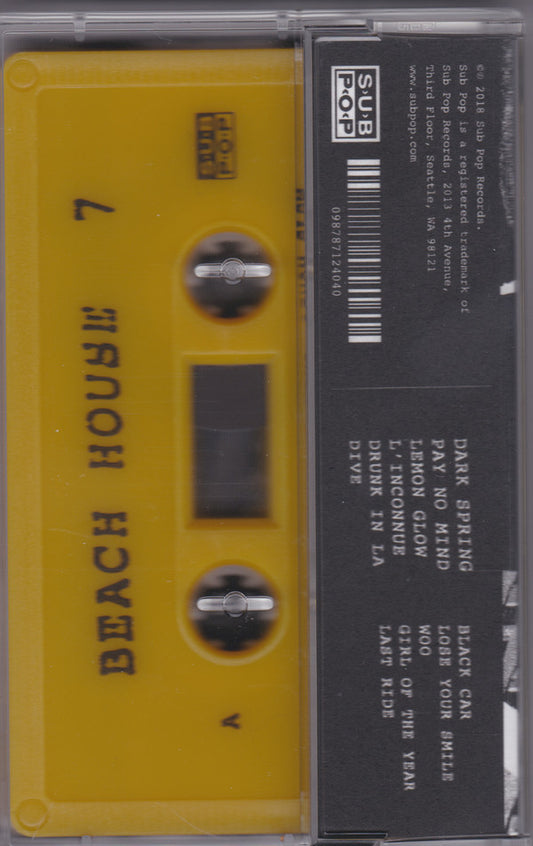 SUB
POP
7
BEACH HOUSE
A
SUB
POP
©℗ 2018 Sub Pop Records.
Sub Pop is a registered trademark of
Sub Pop Records, 2013 4th Avenue,
Third Floor, Seattle, WA 98121
www.subpop.com
098787124040
DARK SPRING
PAY NO MIND
LEMON GLOW
L'INCONNUE
DRUNK IN LA
DIVE
BLACK CAR
LOSE YOUR SMILE
WOO
GIRL OF THE YEAR
LAST RIDE